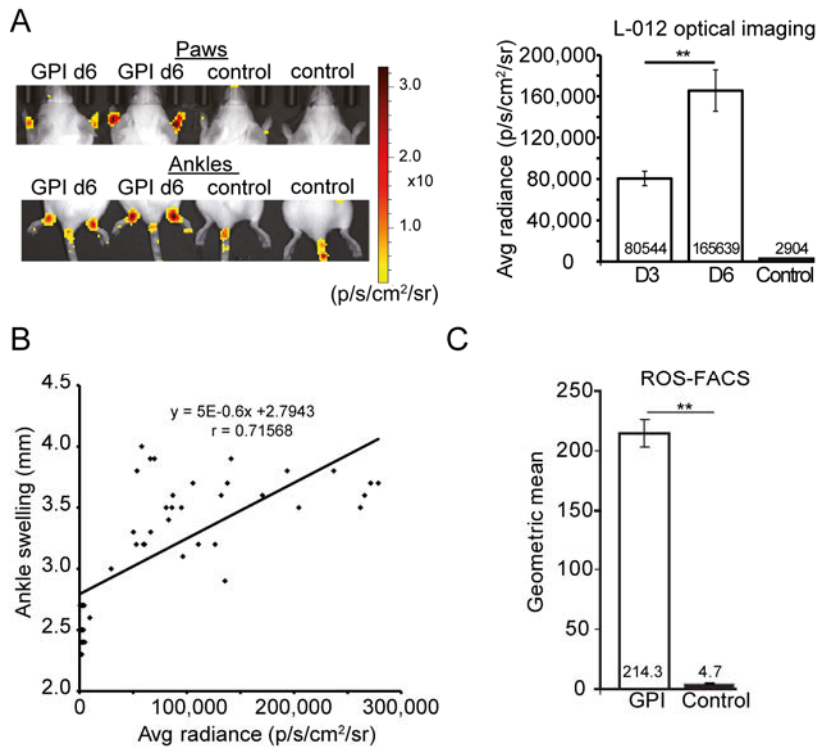 A
Paws
GPI d6 GPI d6 control control
Ankles
GPI d6 GPI d6 control control
3.0
2.0
x10
1.0
(p/s/cm²/sr)
L-012 optical imaging
**
Avg radiance (p/s/cm²/sr)
200,000
160,000
120,000
80,000
40,000
0
80544 165639 2904
D3 D6 Control
B
y = 5E-0.6x +2.7943
r = 0.71568
Ankle swelling (mm)
4.5
4.0
3.5
3.0
2.5
2.0
0 100,000 200,000 300,000
Avg radiance (p/s/cm²/sr)
C
ROS-FACS
**
Geometric mean
250
200
150
100
50
0
214.3 4.7
GPI Control